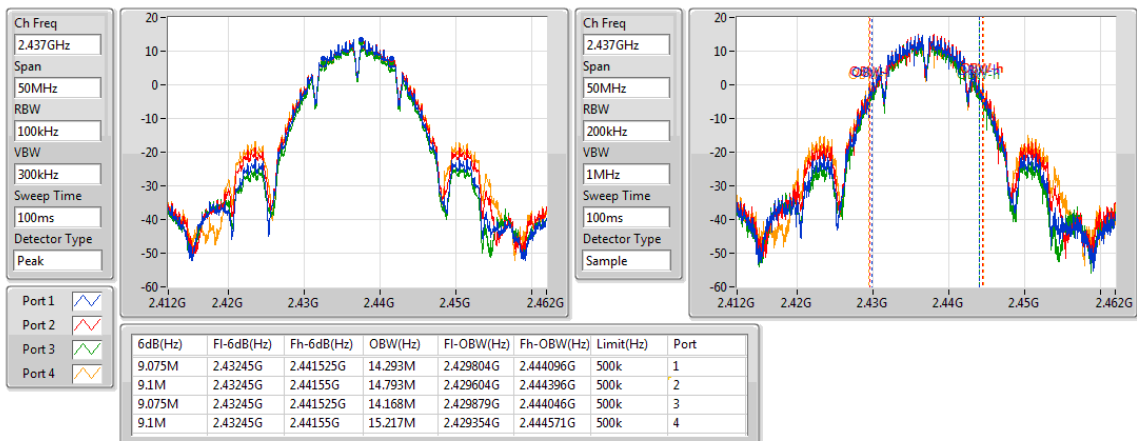 Ch Freq
2.437GHz
Span
50MHz
RBW
100kHz
VBW
300kHz
Sweep Time
100ms
Detector Type
Peak
20
10
0
-10
-20
-30
-40
-50
-60
2.412G 2.42G 2.43G 2.44G 2.45G 2.462G
Ch Freq
2.437GHz
Span
50MHz
RBW
200kHz
VBW
1MHz
Sweep Time
100ms
Detector Type
Sample
20
10
0
-10
-20
-30
-40
-50
-60
2.412G 2.42G 2.43G 2.44G 2.45G 2.462G
Port 1
Port 2
Port 3
Port 4
6dB(Hz) Fl-6dB(Hz) Fh-6dB(Hz) OBW(Hz) Fl-OBW(Hz) Fh-OBW(Hz) Limit(Hz) Port
9.075M 2.43245G 2.441525G 14.293M 2.429804G 2.444096G 500k 1
9.1M 2.43245G 2.44155G 14.793M 2.429604G 2.444396G 500k 2
9.075M 2.43245G 2.441525G 14.168M 2.429879G 2.444046G 500k 3
9.1M 2.43245G 2.44155G 15.217M 2.429354G 2.444571G 500k 4